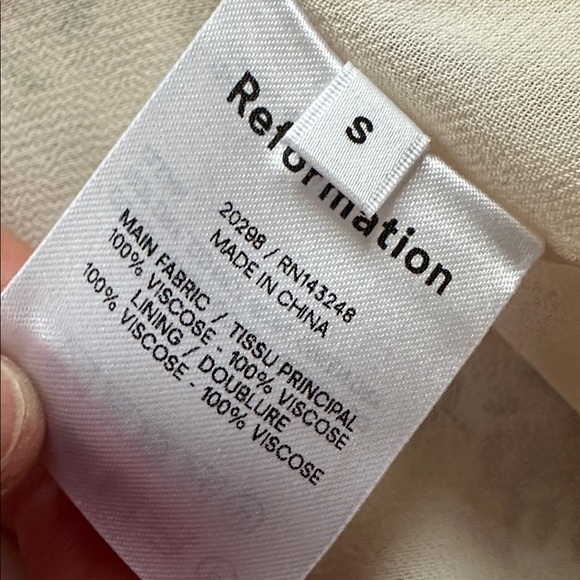 Reformation
S
20298 / RN143248
MADE IN CHINA
MAIN FABRIC / TISSU PRINCIPAL
100% VISCOSE - 100% VISCOSE
LINING / DOUBLURE
100% VISCOSE - 100% VISCOSE